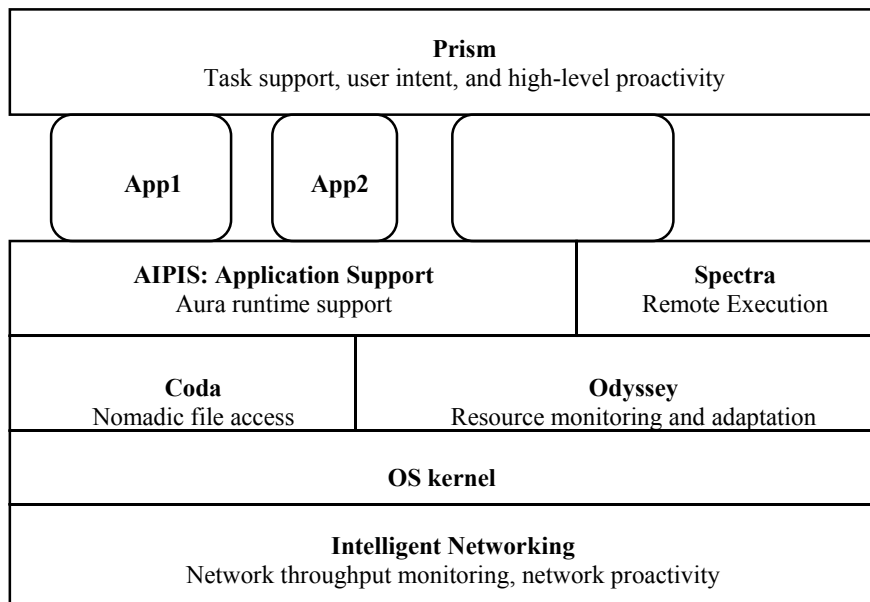 Prism
Task support, user intent, and high-level proactivity
App1
App2
AIPIS: Application Support
Aura runtime support
Spectra
Remote Execution
Coda
Nomadic file access
Odyssey
Resource monitoring and adaptation
OS kernel
Intelligent Networking
Network throughput monitoring, network proactivity